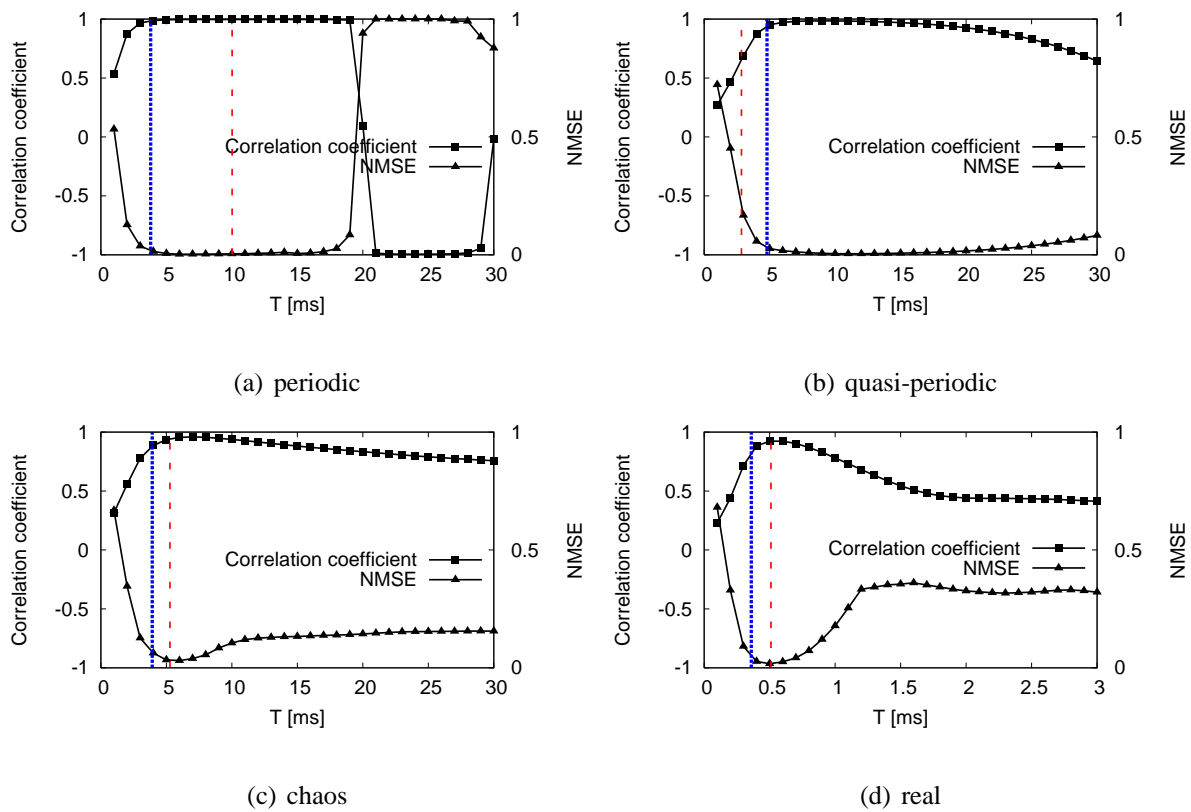 1
0.5
0
-0.5
-1
Correlation coefficient
Correlation coefficient
NMSE
1
0.5
0
NMSE
0 5 10 15 20 25 30
T [ms]
(a) periodic
1
0.5
0
-0.5
-1
Correlation coefficient
Correlation coefficient
NMSE
1
0.5
0
NMSE
0 5 10 15 20 25 30
T [ms]
(b) quasi-periodic
1
0.5
0
-0.5
-1
Correlation coefficient
Correlation coefficient
NMSE
1
0.5
0
NMSE
0 5 10 15 20 25 30
T [ms]
(c) chaos
1
0.5
0
-0.5
-1
Correlation coefficient
Correlation coefficient
NMSE
1
0.5
0
NMSE
0 0.5 1 1.5 2 2.5 3
T [ms]
(d) real